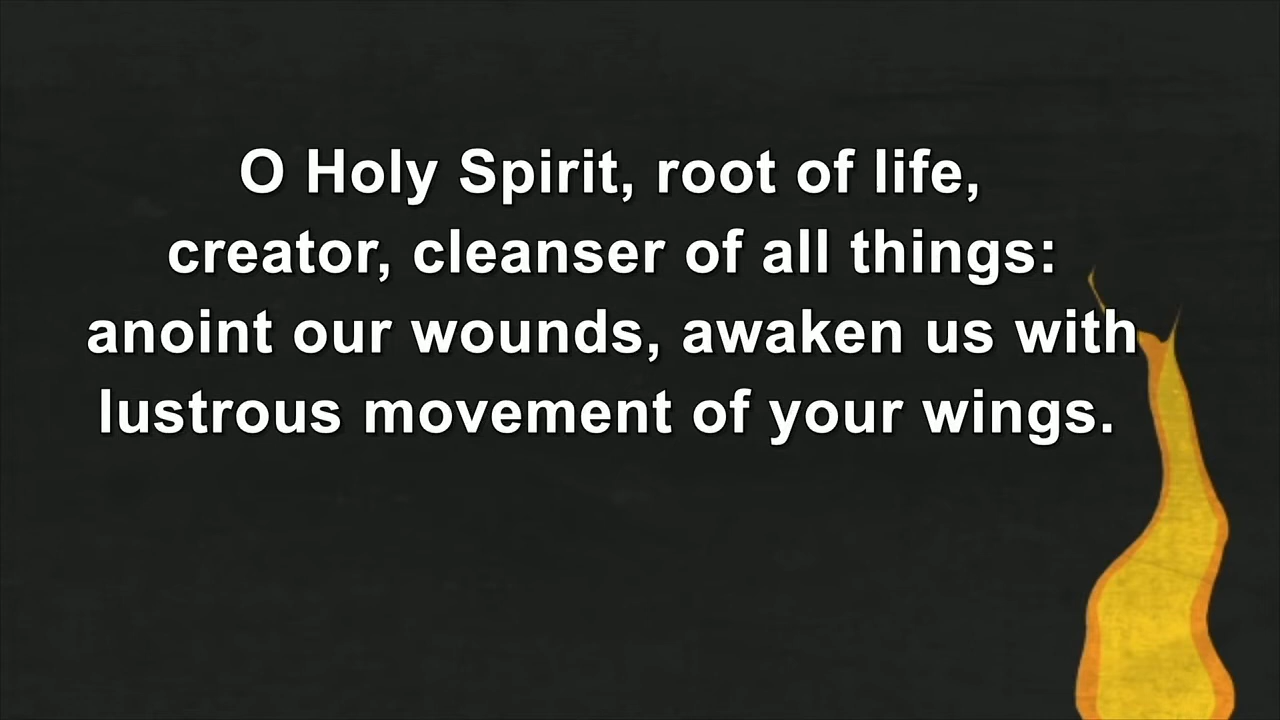 O Holy Spirit, root of life,
creator, cleanser of all things:
anoint our wounds, awaken us with
lustrous movement of your wings.